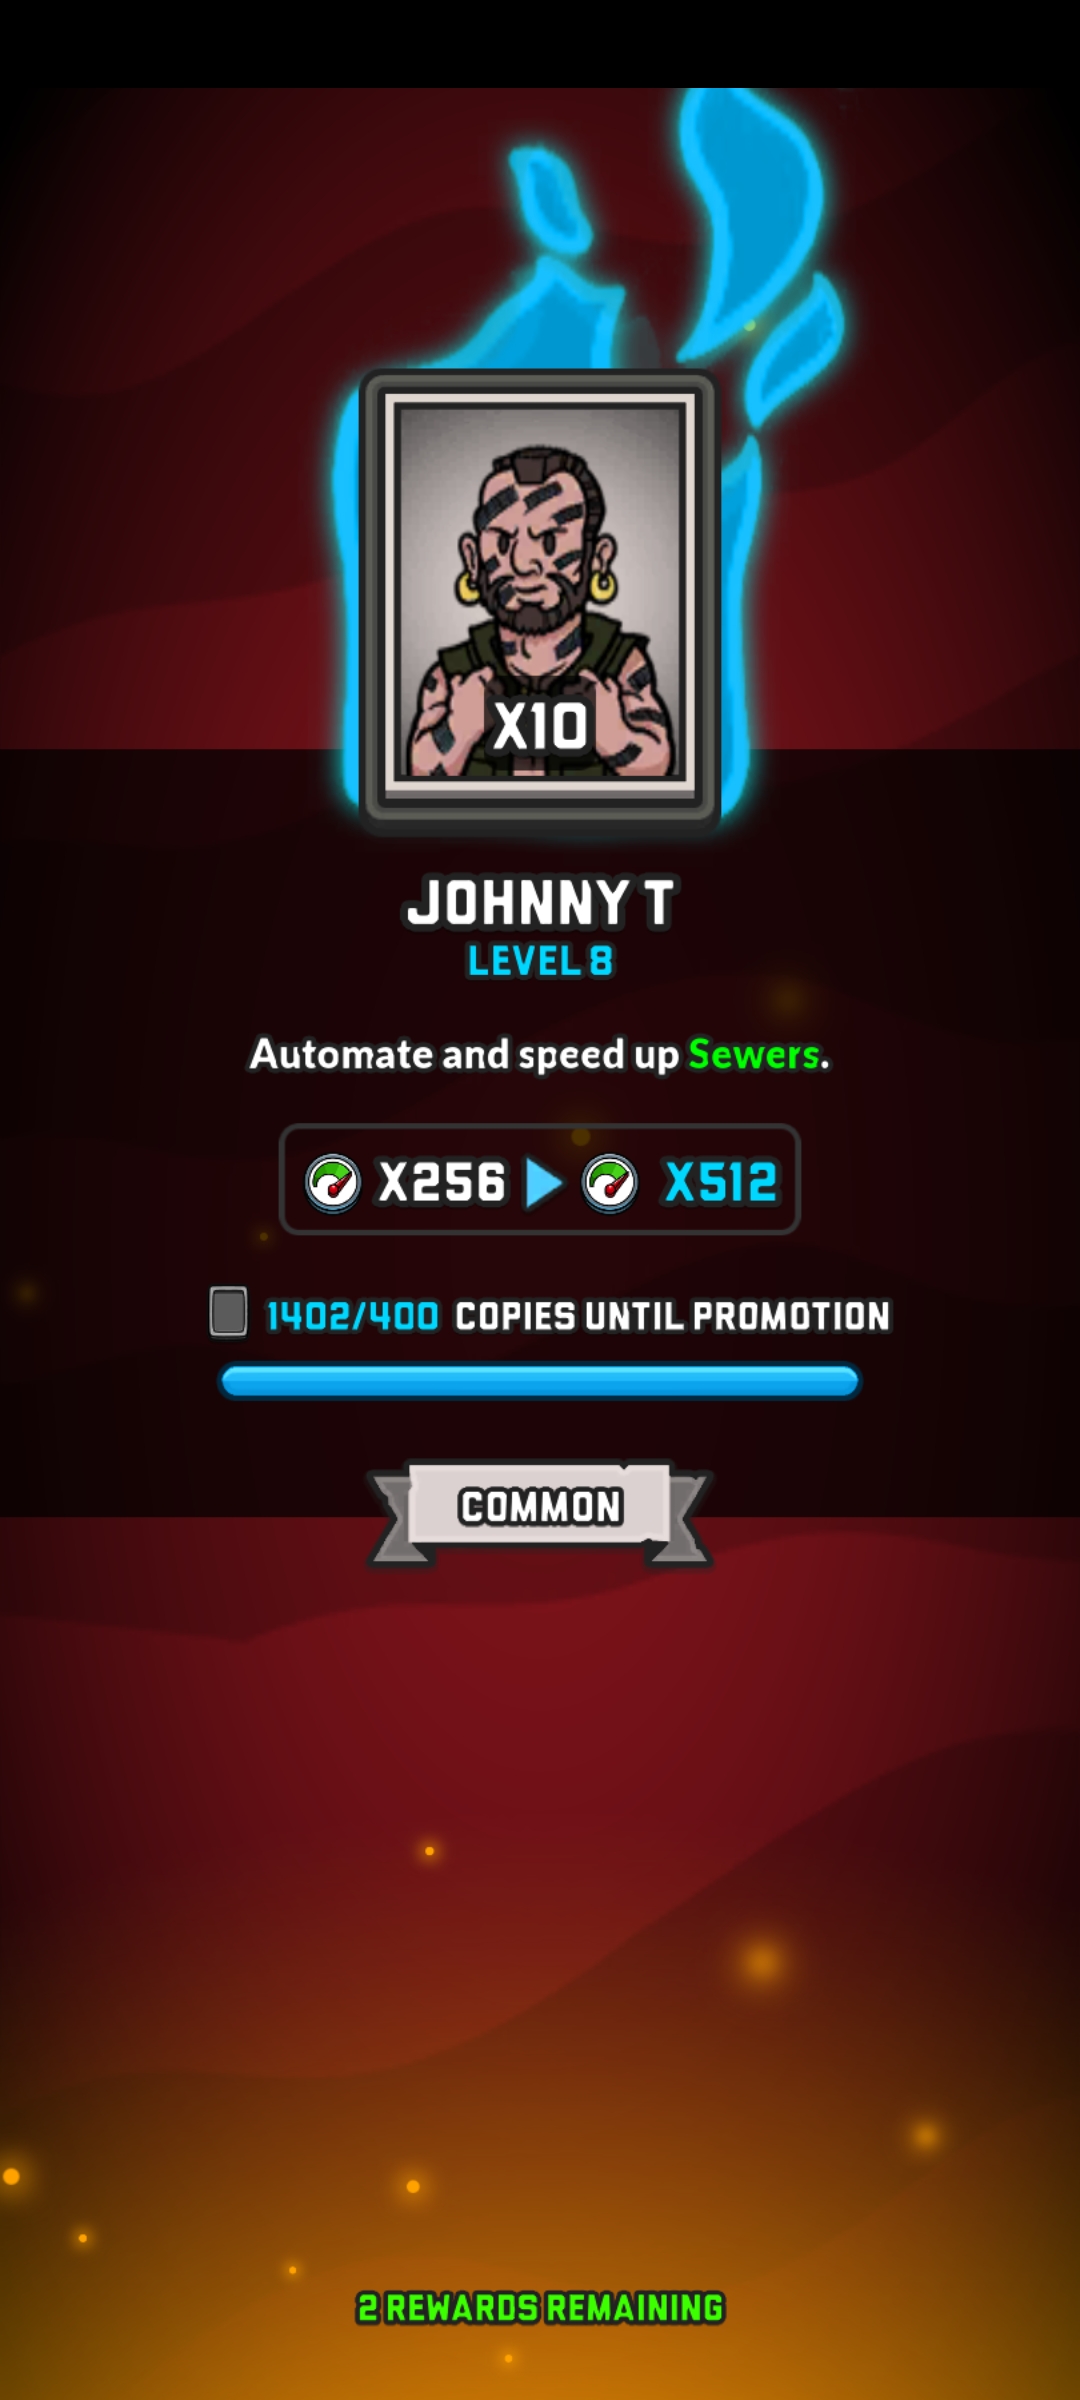 X10
JOHNNY T
LEVEL 8
Automate and speed up Sewers.
X256 X512
1402/400 COPIES UNTIL PROMOTION
COMMON
2 REWARDS REMAINING